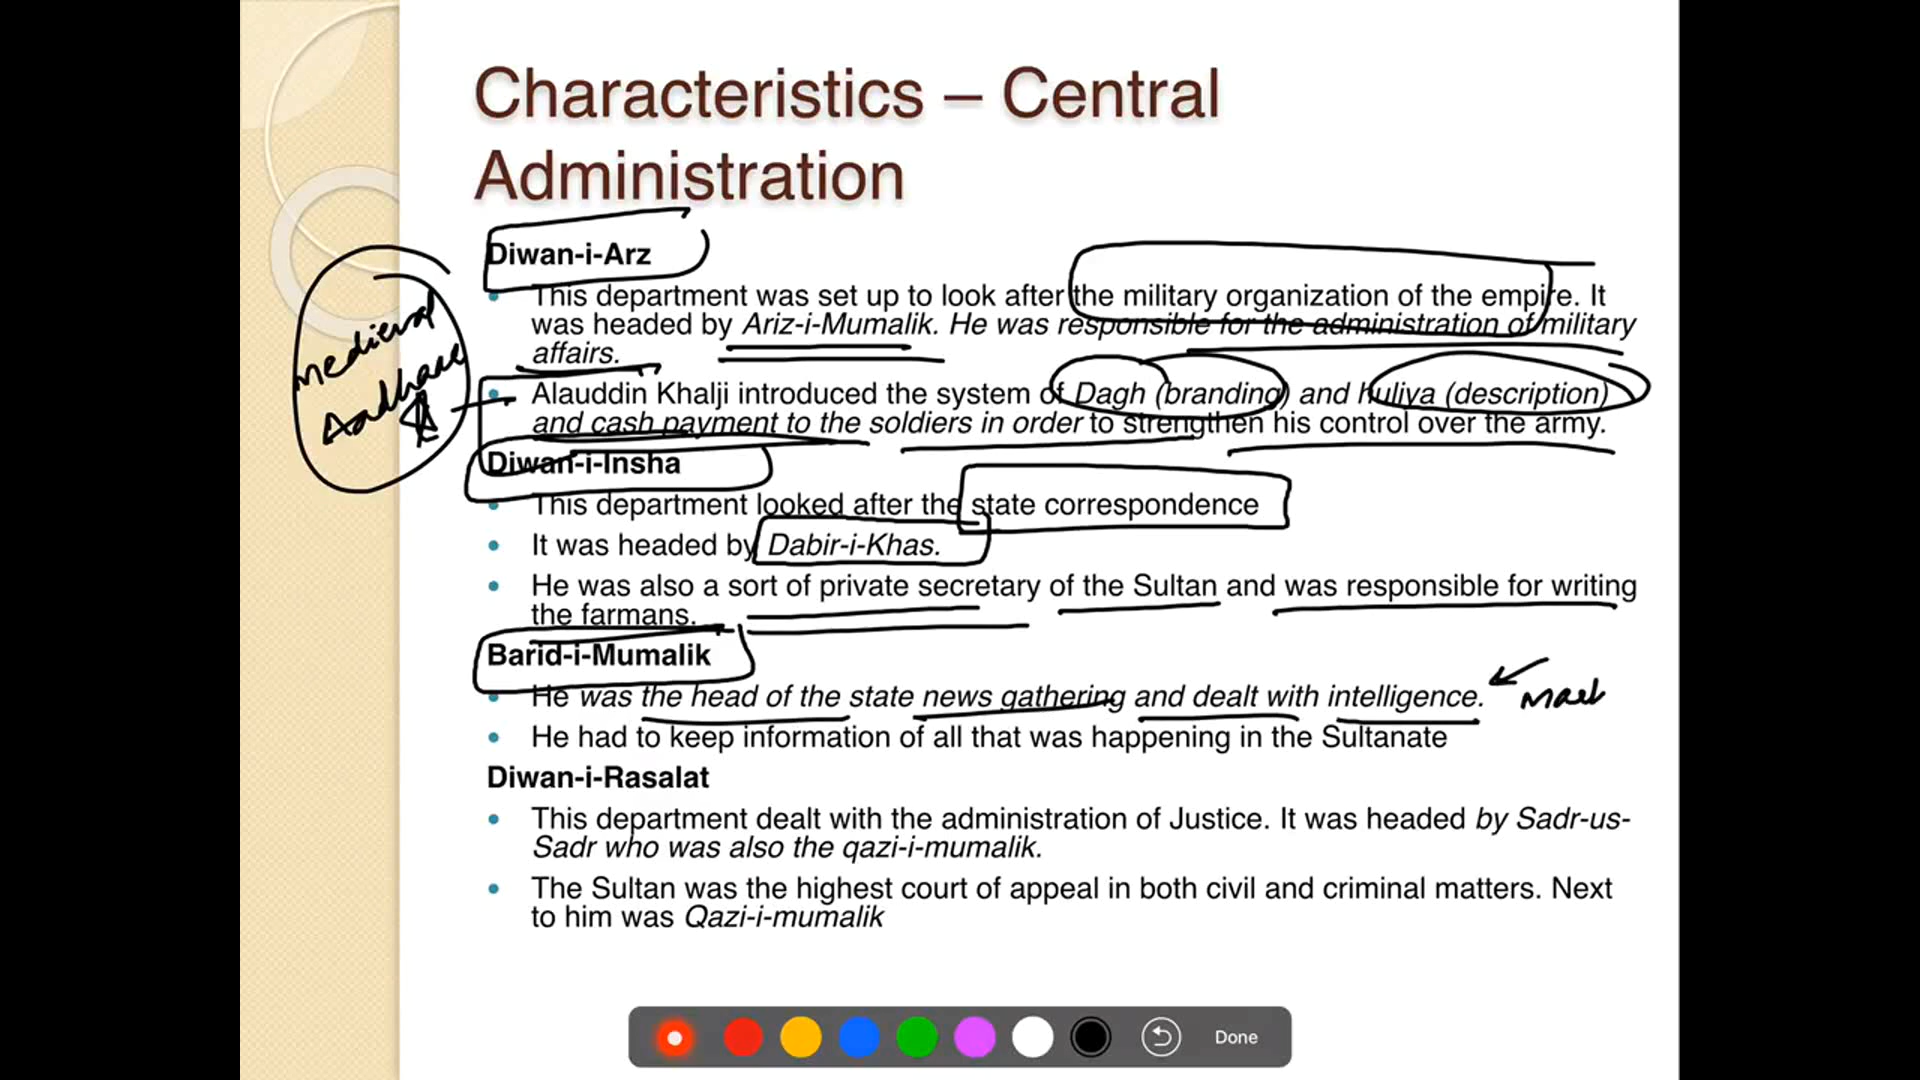 Characteristics – Central
Administration
Diwan-i-Arz
This department was set up to look after the military organization of the empire. It
was headed by Ariz-i-Mumalik. He was responsible for the administration of military
affairs.
Alauddin Khalji introduced the system of Dagh (branding) and huliya (description)
and cash payment to the soldiers in order to strengthen his control over the army.
medieval
Aadhaar
Diwan-i-Insha
This department looked after the state correspondence
It was headed by Dabir-i-Khas.
He was also a sort of private secretary of the Sultan and was responsible for writing
the farmans.
Barid-i-Mumalik
He was the head of the state news gathering and dealt with intelligence.
He had to keep information of all that was happening in the Sultanate
Diwan-i-Rasalat
This department dealt with the administration of Justice. It was headed by Sadr-us-
Sadr who was also the qazi-i-mumalik.
The Sultan was the highest court of appeal in both civil and criminal matters. Next
to him was Qazi-i-mumalik
Done